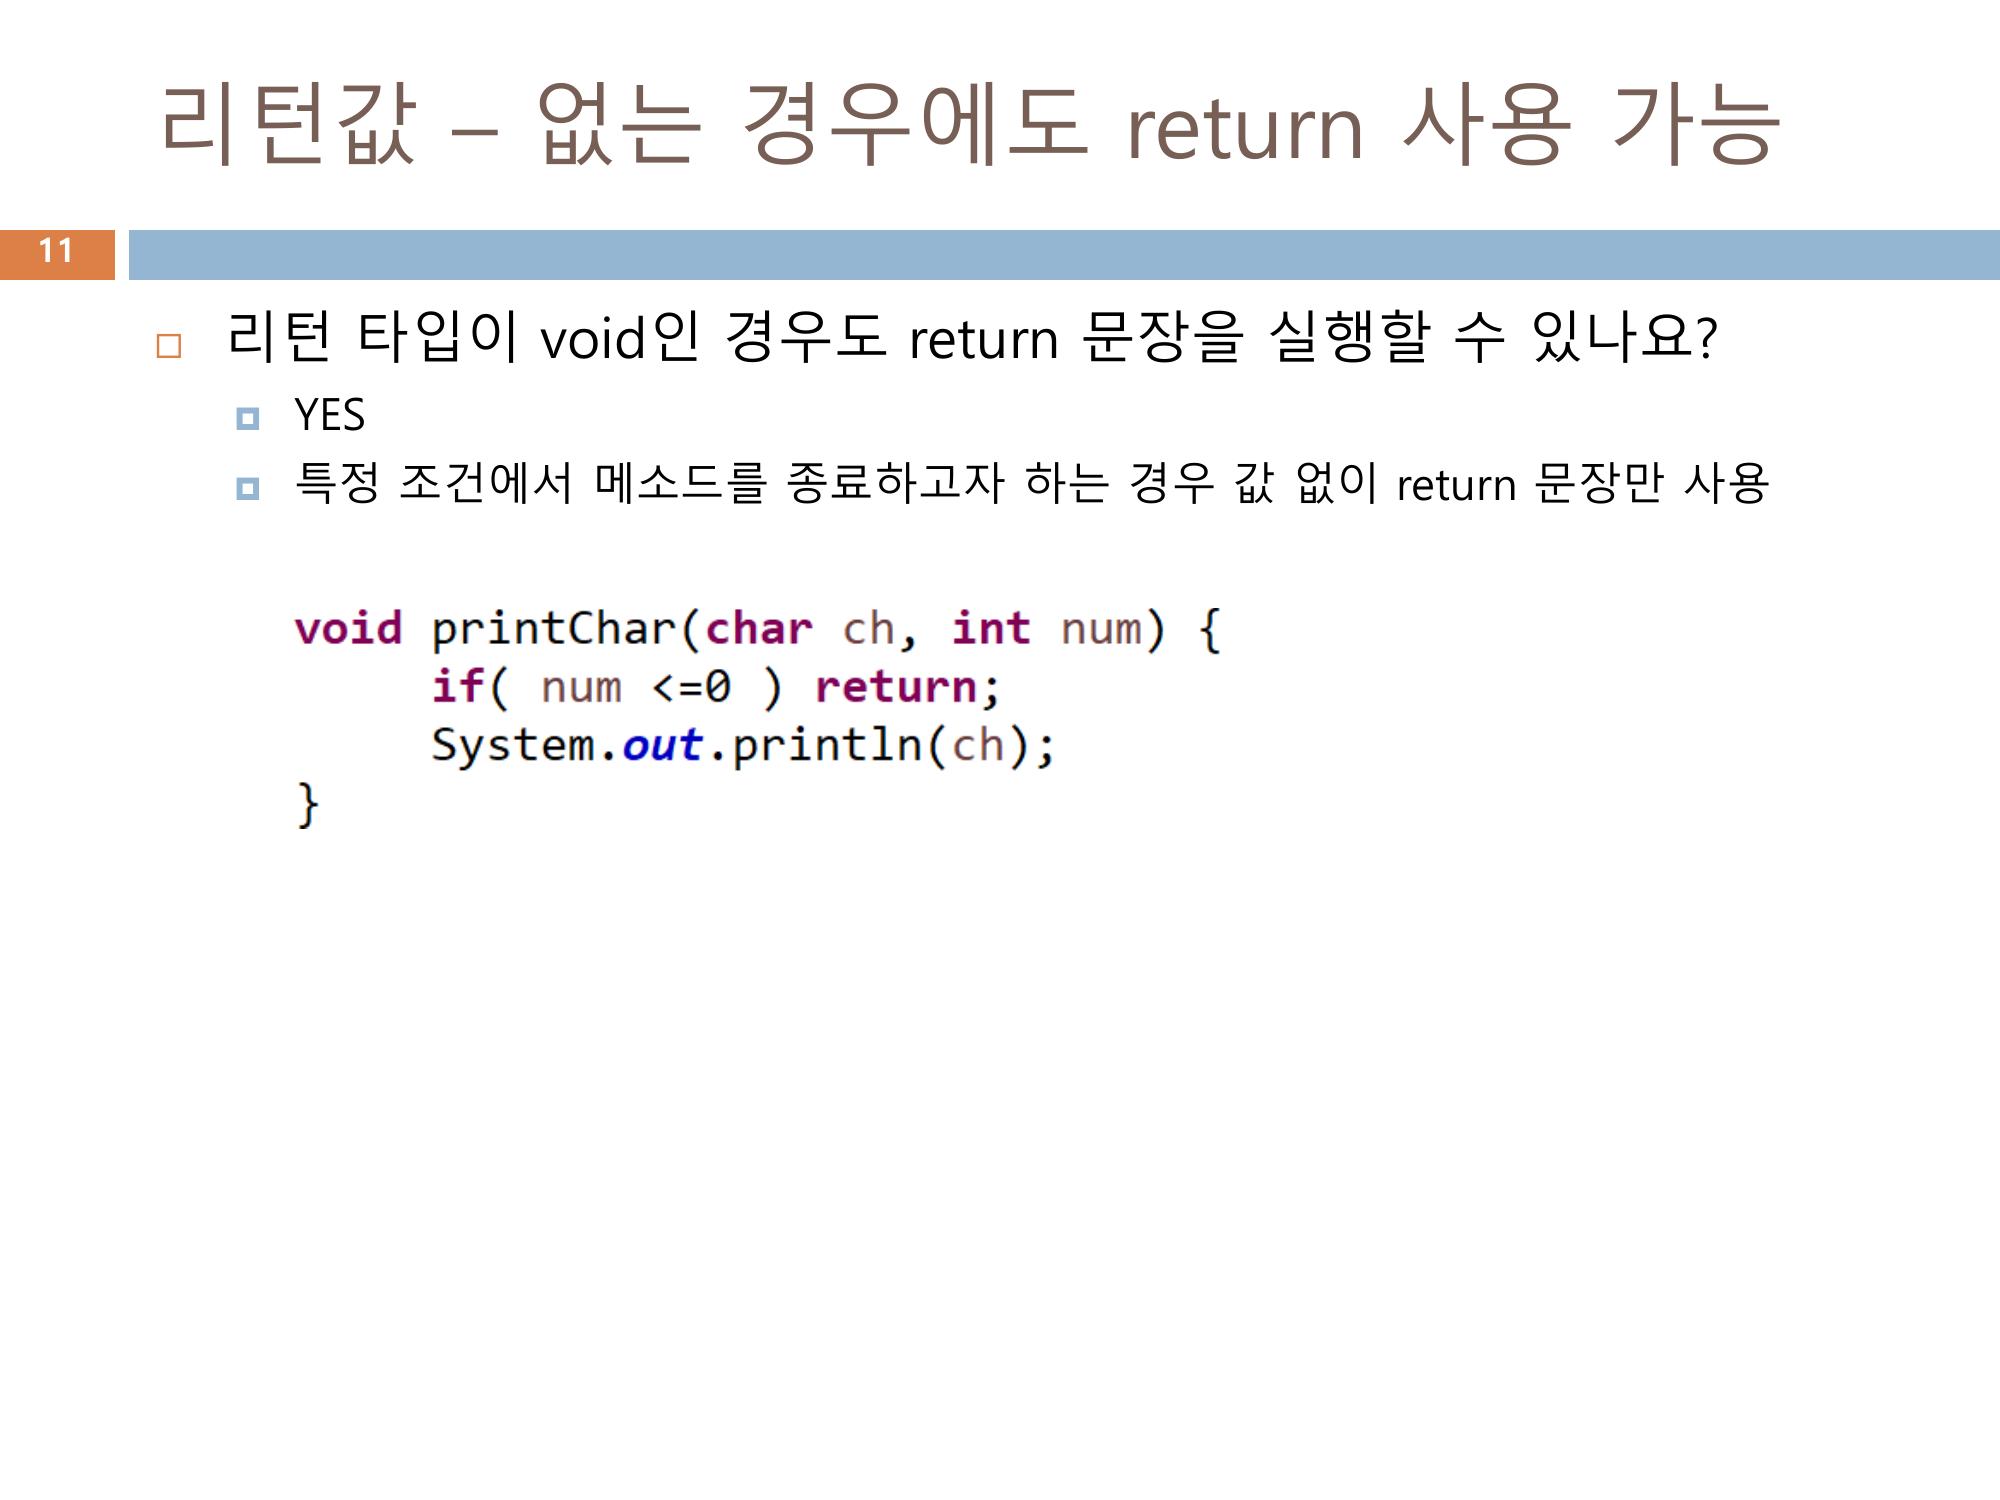 리턴값 – 없는 경우에도 return 사용 가능
11
리턴 타입이 void인 경우도 return 문장을 실행할 수 있나요?
YES
특정 조건에서 메소드를 종료하고자 하는 경우 값 없이 return 문장만 사용
void printChar(char ch, int num) {
if( num <=0 ) return;
System.out.println(ch);
}